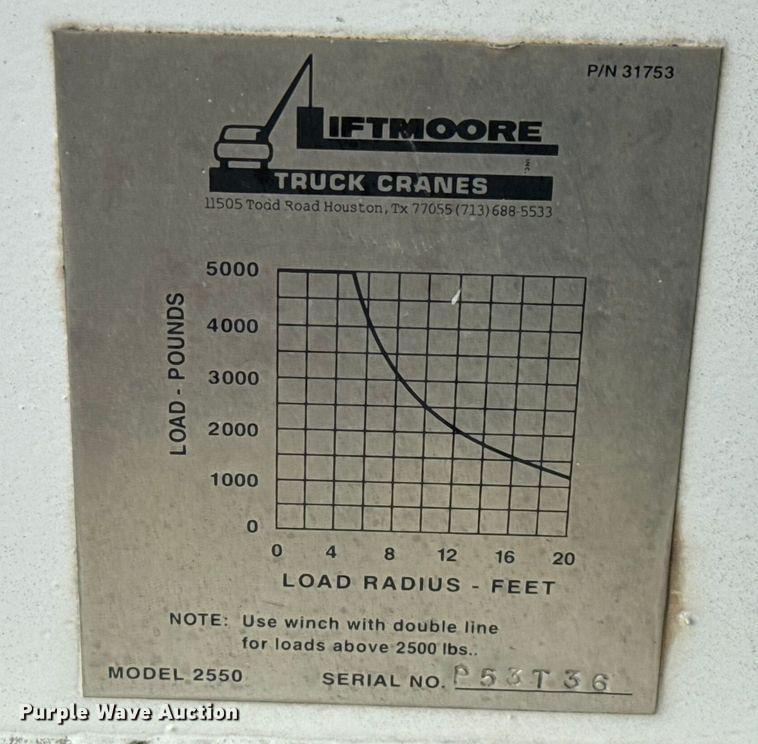 P/N 31753
LIFTMOORE INC.
TRUCK CRANES
11505 Todd Road Houston, Tx 77055 (713) 688-5533
LOAD - POUNDS
5000
4000
3000
2000
1000
0
0 4 8 12 16 20
LOAD RADIUS - FEET
NOTE: Use winch with double line
for loads above 2500 lbs..
MODEL 2550 SERIAL NO. P53T36
Purple Wave Auction